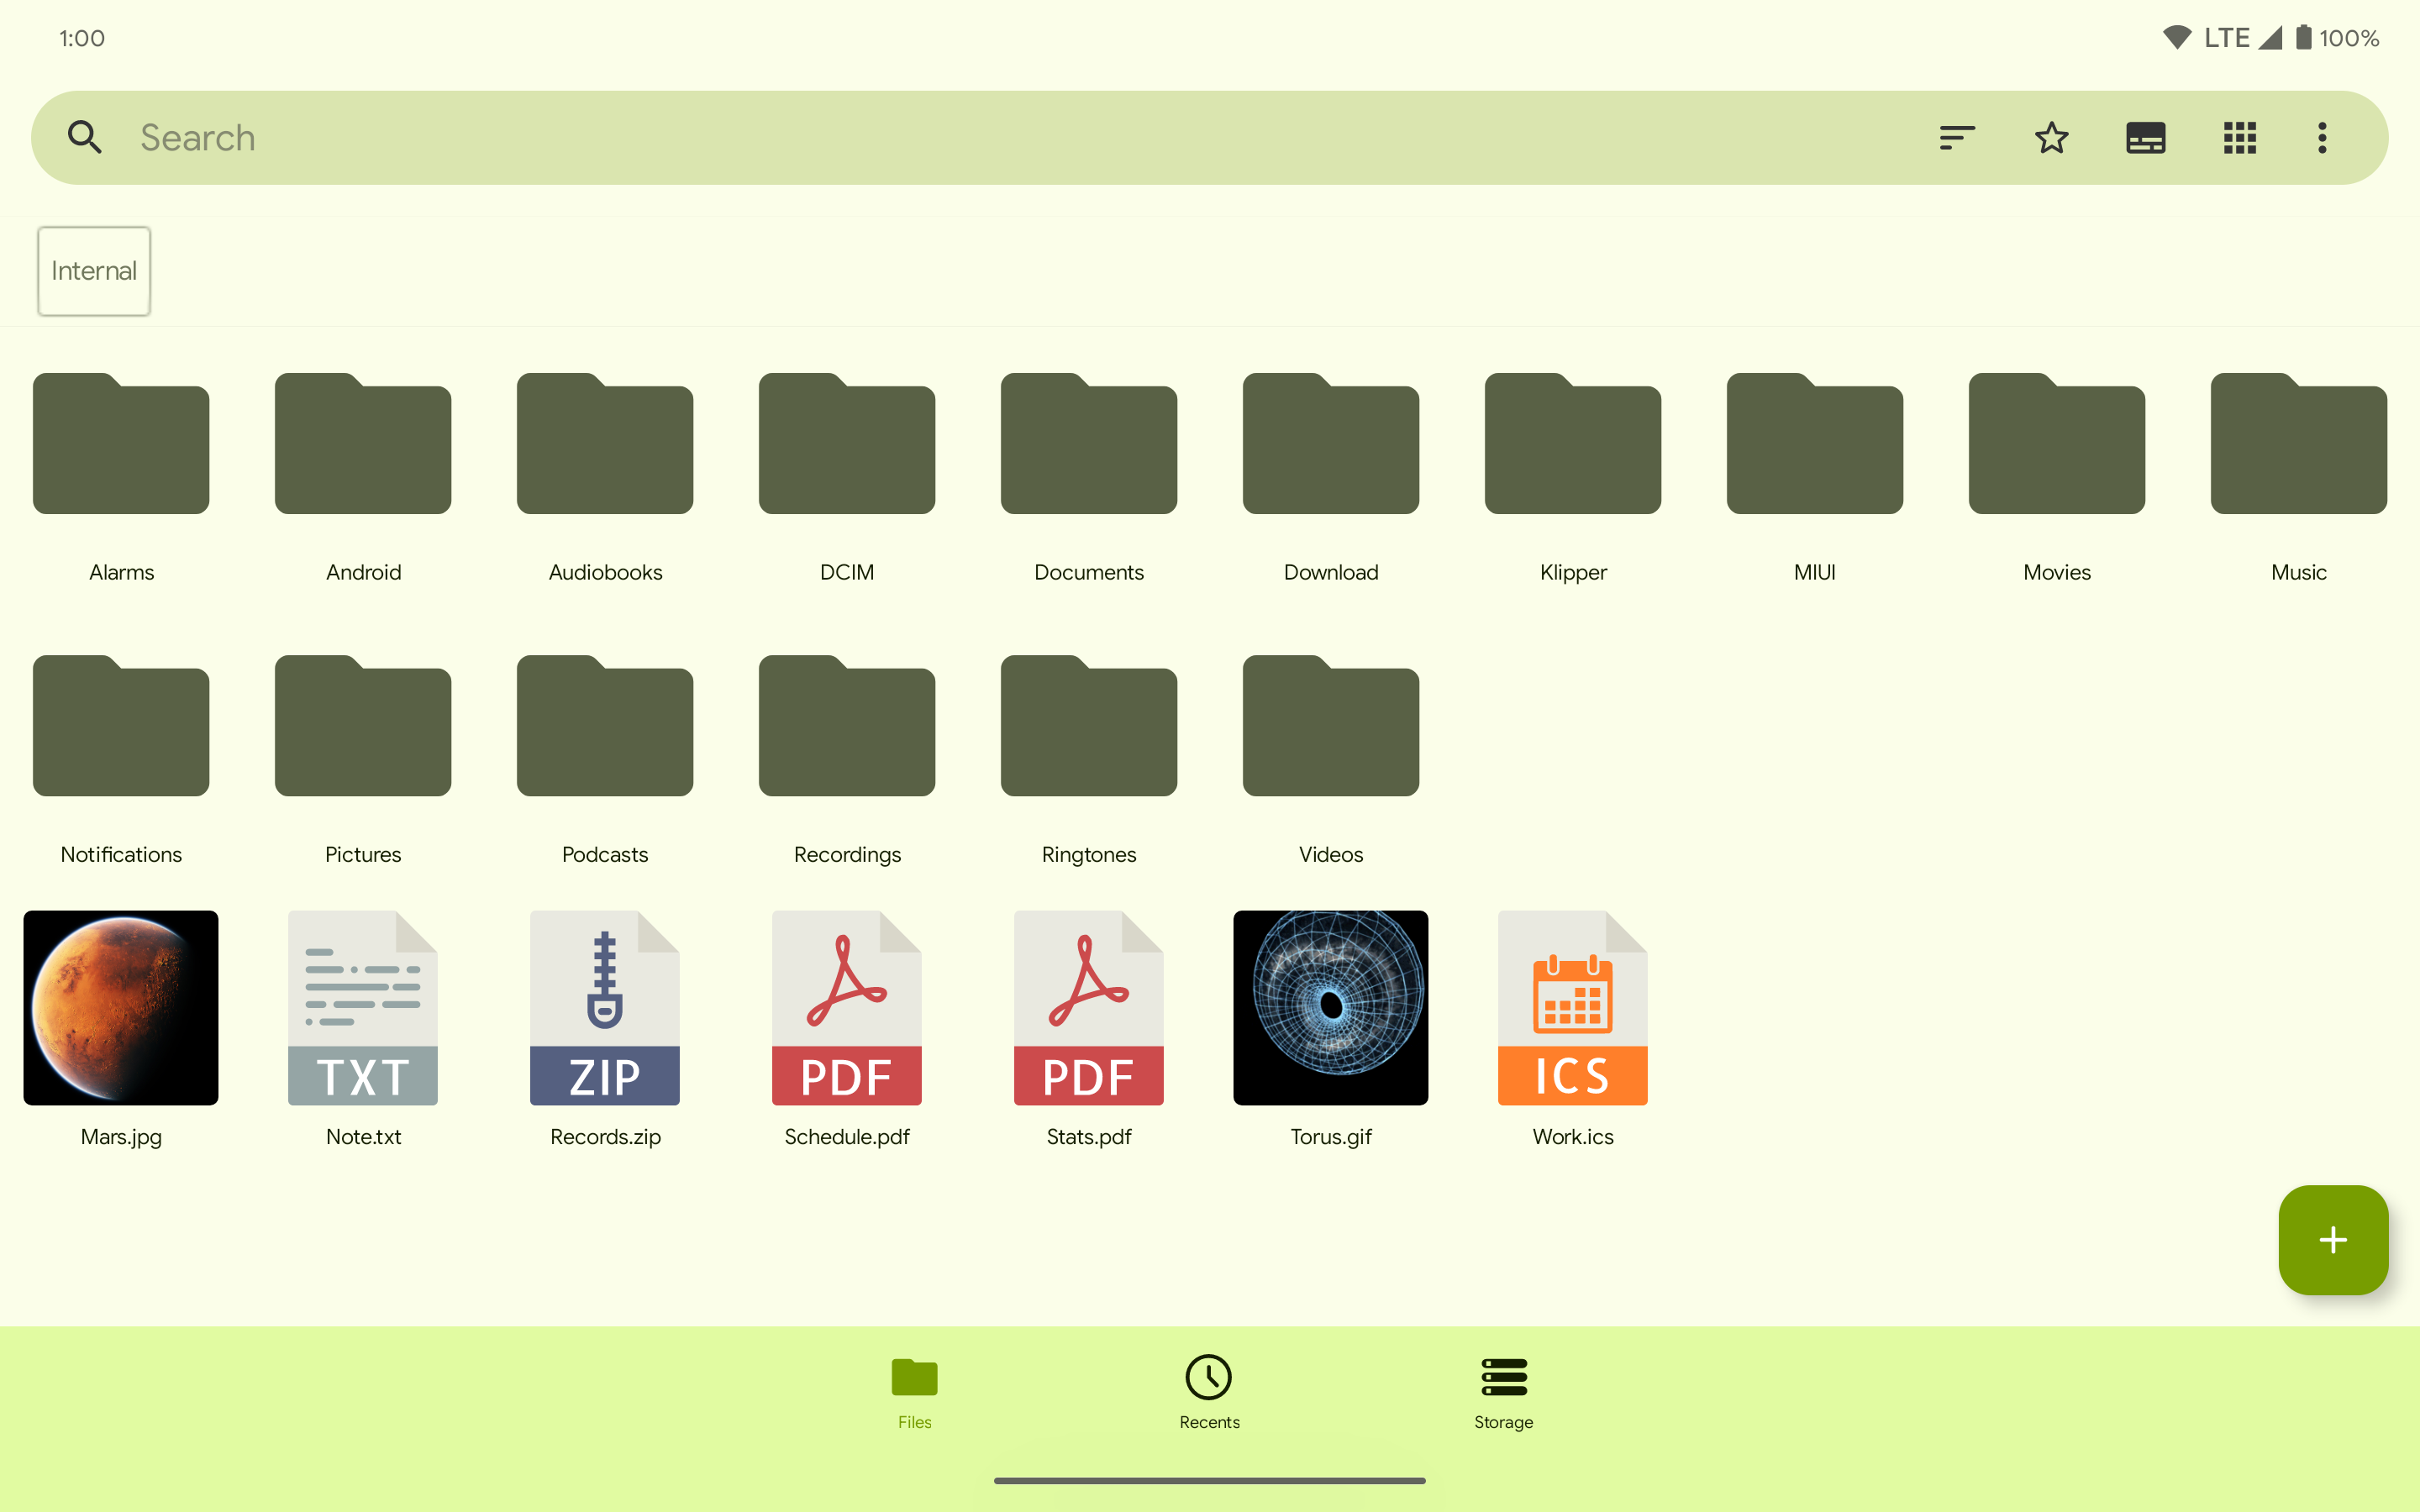 1:00 LTE 100%
Search
Internal
Alarms Android Audiobooks DCIM Documents Download Klipper MIUI Movies Music
Notifications Pictures Podcasts Recordings Ringtones Videos
TXT ZIP PDF PDF ICS
Mars.jpg Note.txt Records.zip Schedule.pdf Stats.pdf Torus.gif Work.ics
Files Recents Storage